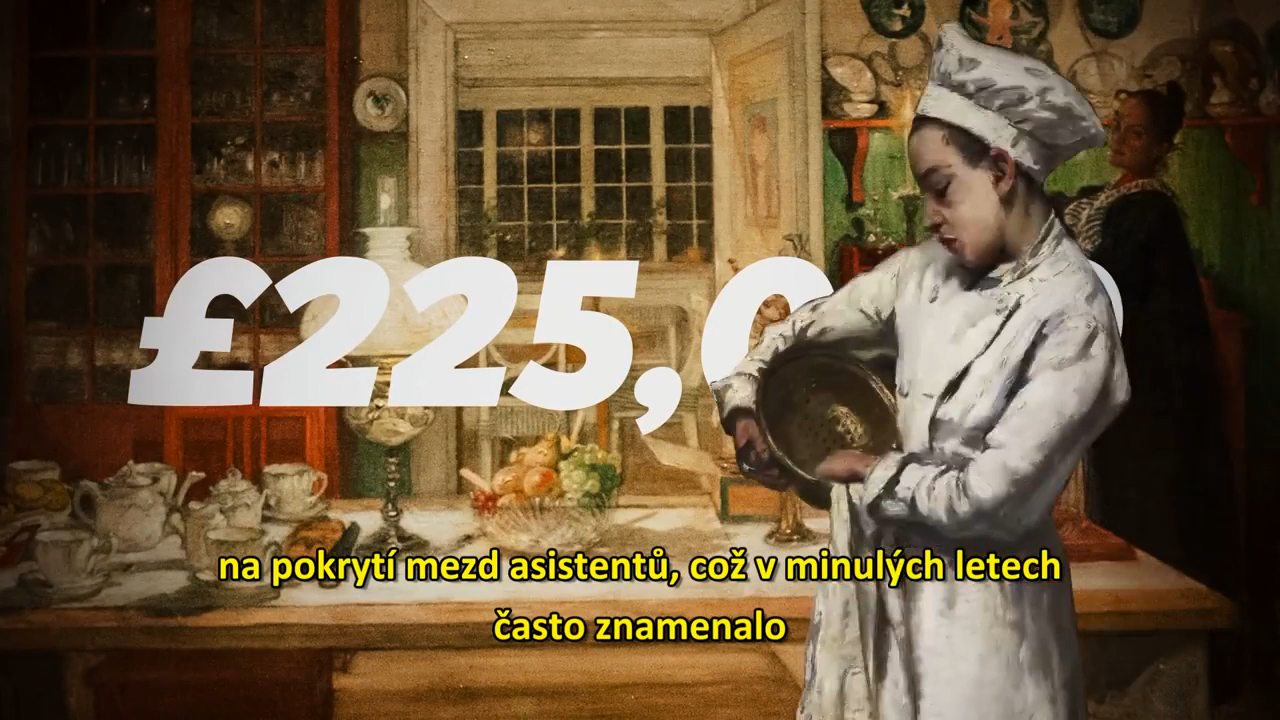 £225,0
na pokrytí mezd asistentů, což v minulých letech
často znamenalo